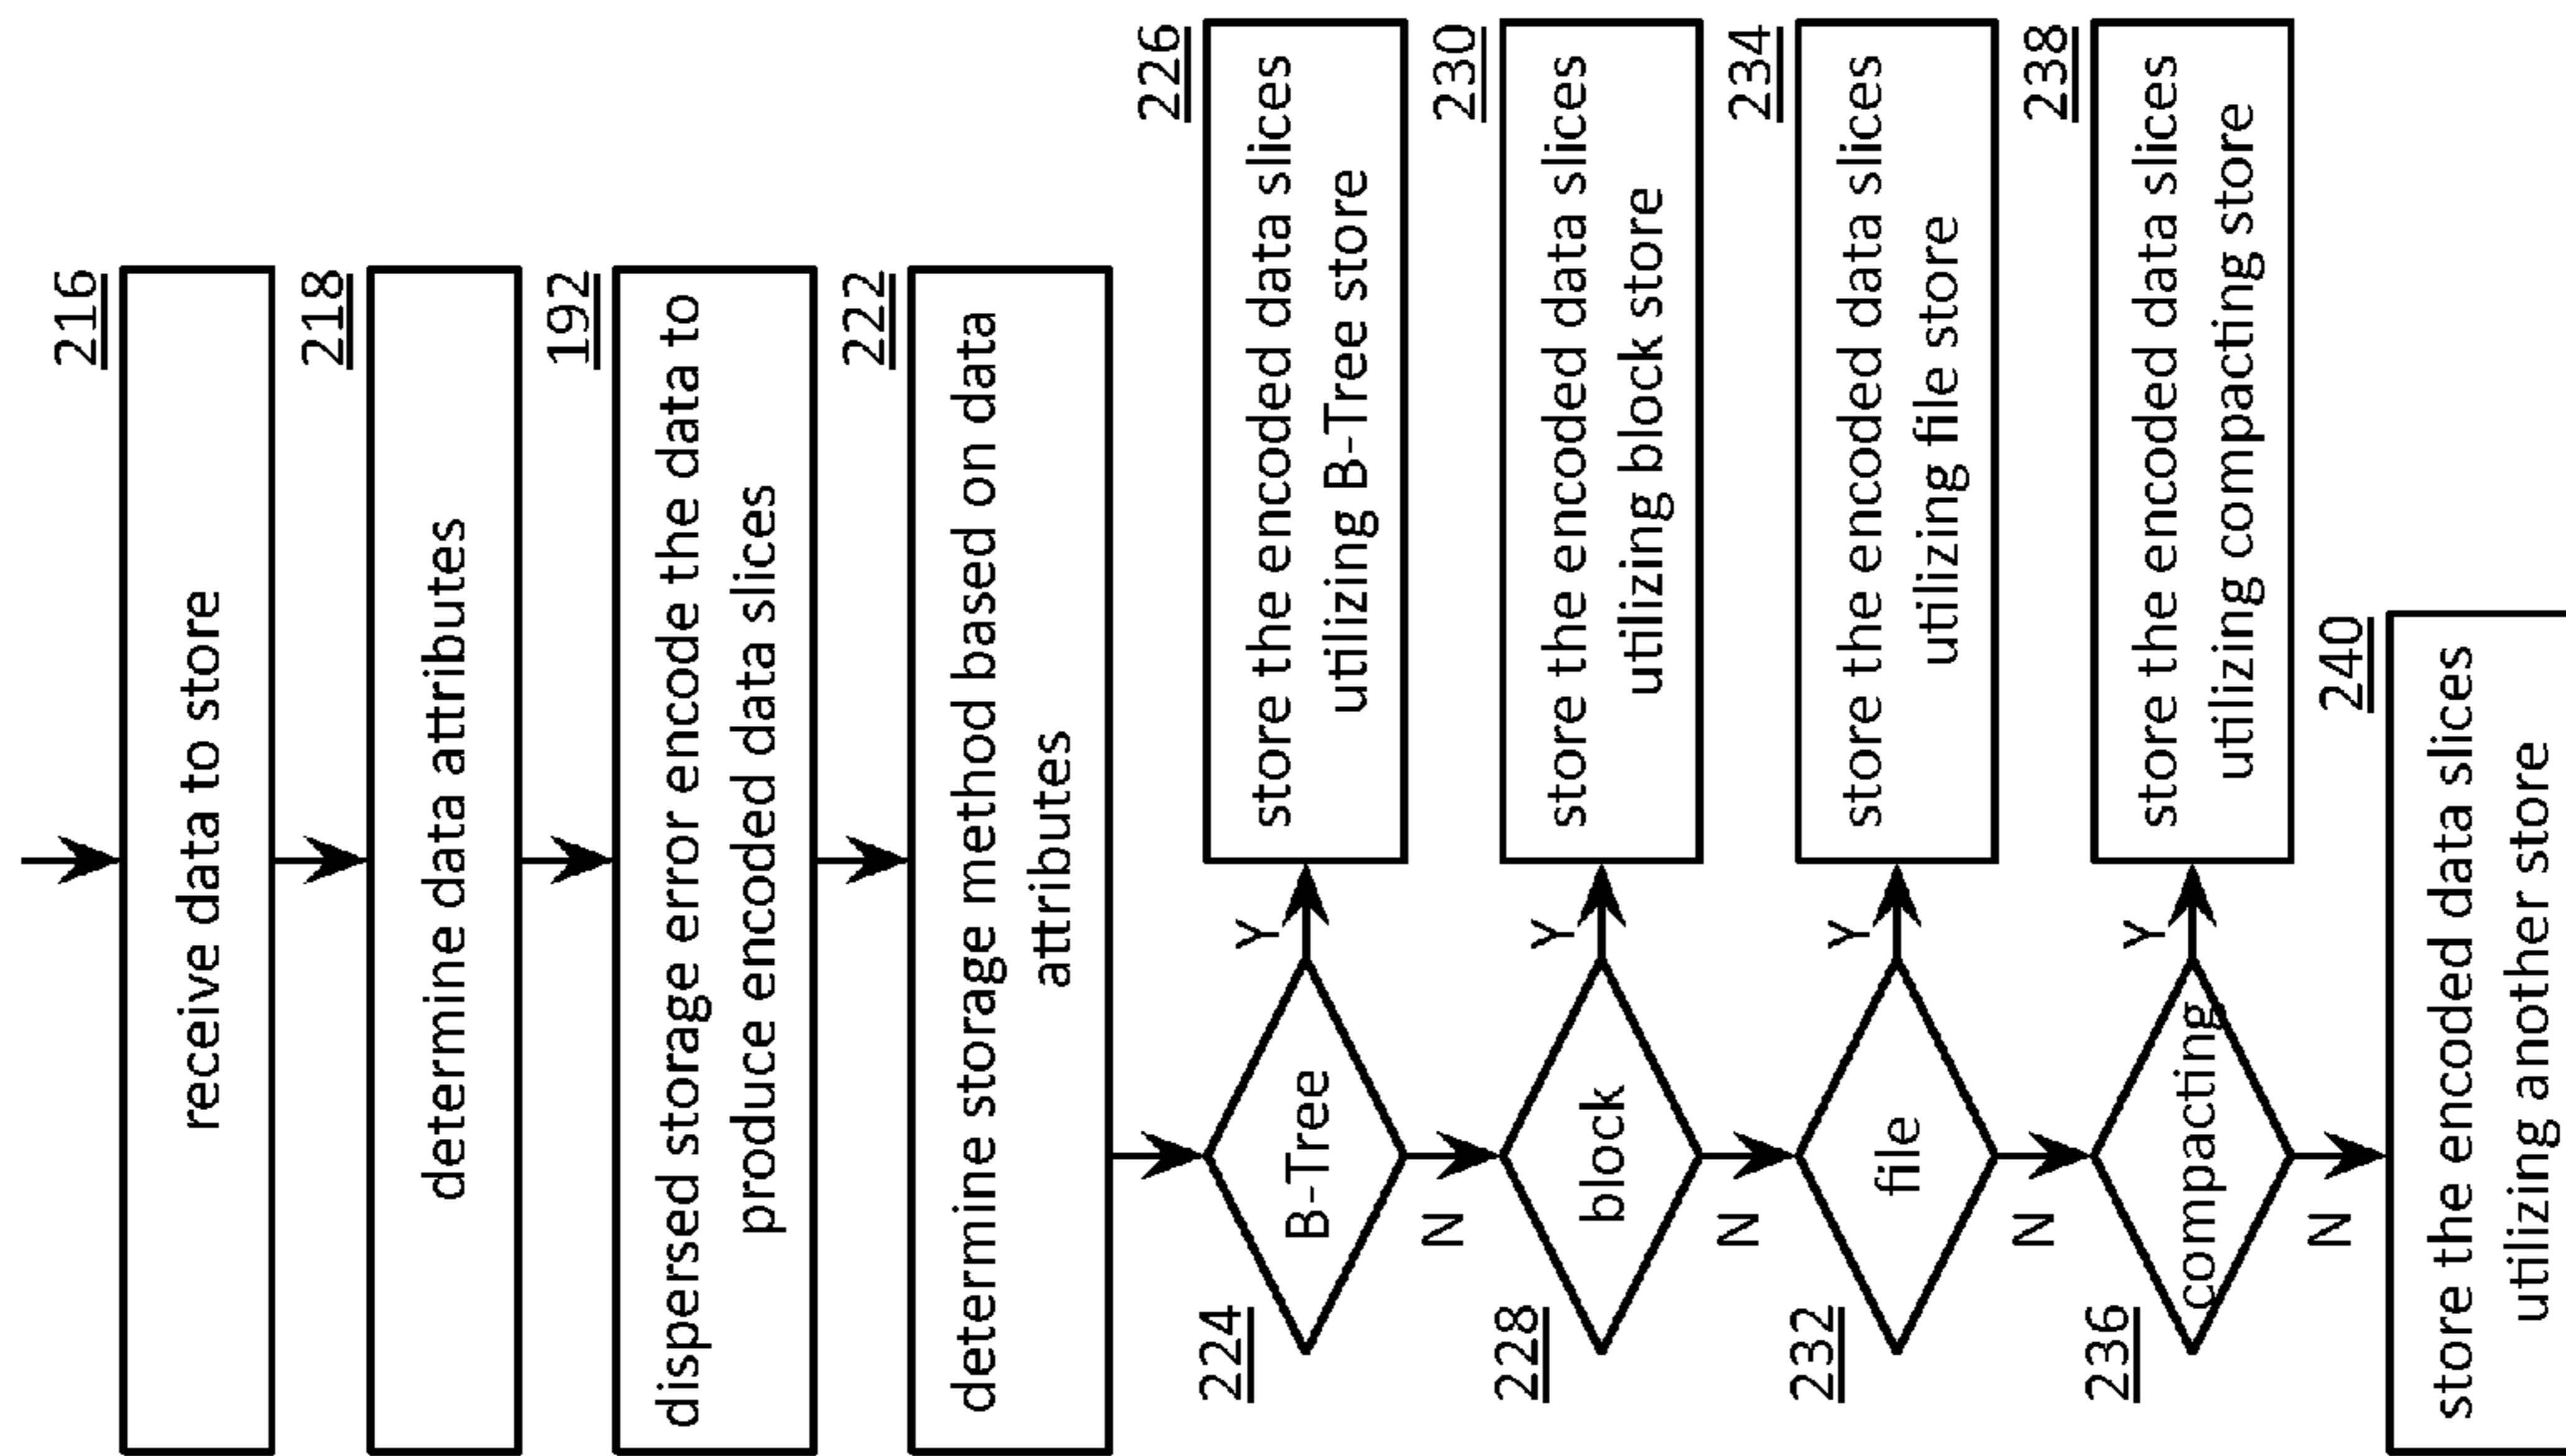 216
receive data to store
218
determine data attributes
192
dispersed storage error encode the data to
produce encoded data slices
222
determine storage method based on data
attributes
224
B-Tree
Y
N
226
store the encoded data slices
utilizing B-Tree store
228
block
Y
N
230
store the encoded data slices
utilizing block store
232
file
Y
N
234
store the encoded data slices
utilizing file store
236
compacting
Y
N
238
store the encoded data slices
utilizing compacting store
240
store the encoded data slices
utilizing another store